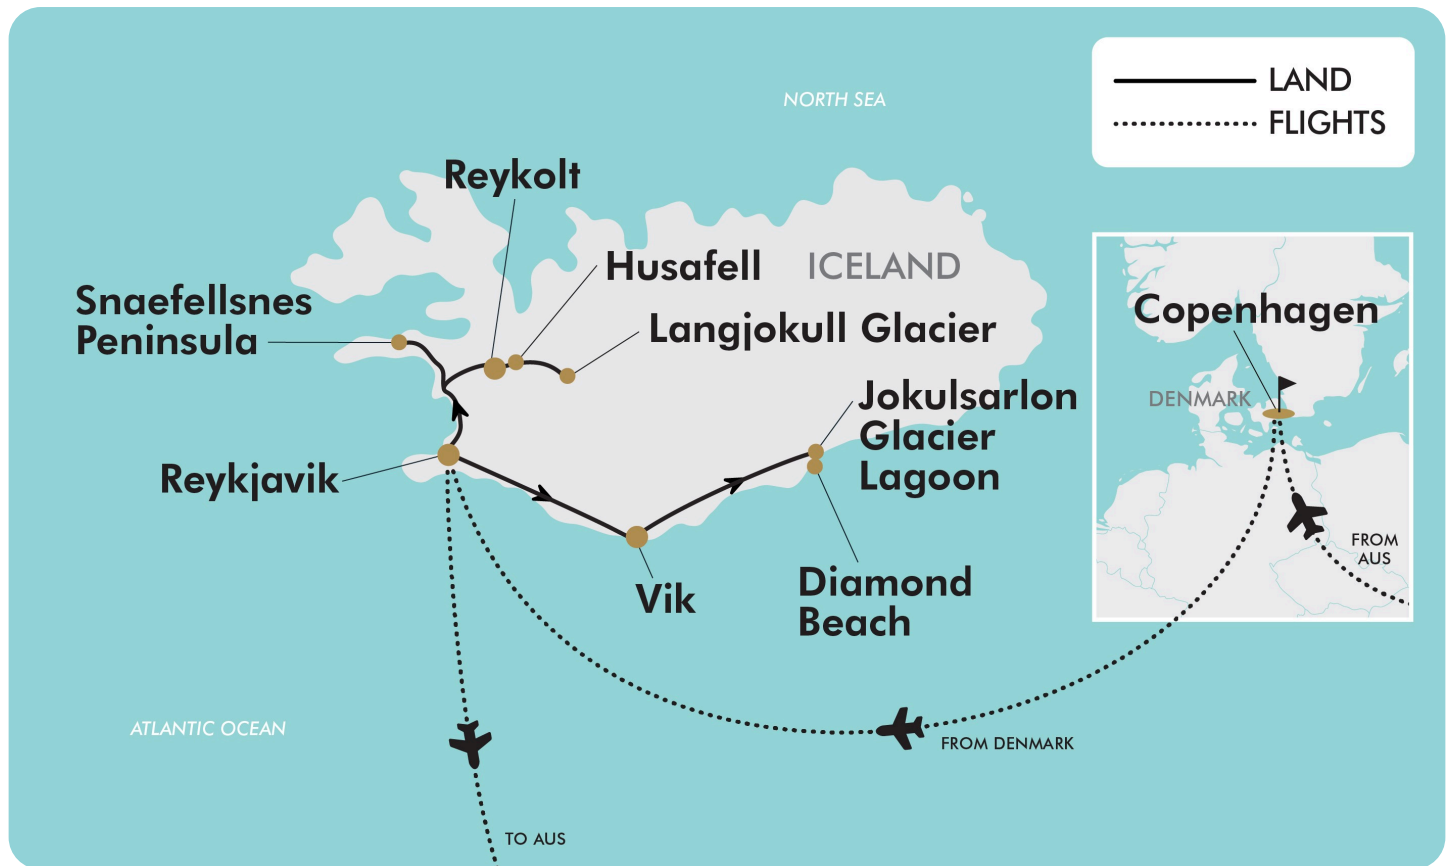 NORTH SEA
LAND
FLIGHTS
Reykolt
Husafell
ICELAND
Snaefellsnes
Peninsula
Langjokull Glacier
Copenhagen
DENMARK
Jokulsarlon
Glacier
Lagoon
Reykjavik
FROM
AUS
Vik
Diamond
Beach
ATLANTIC OCEAN
FROM DENMARK
TO AUS